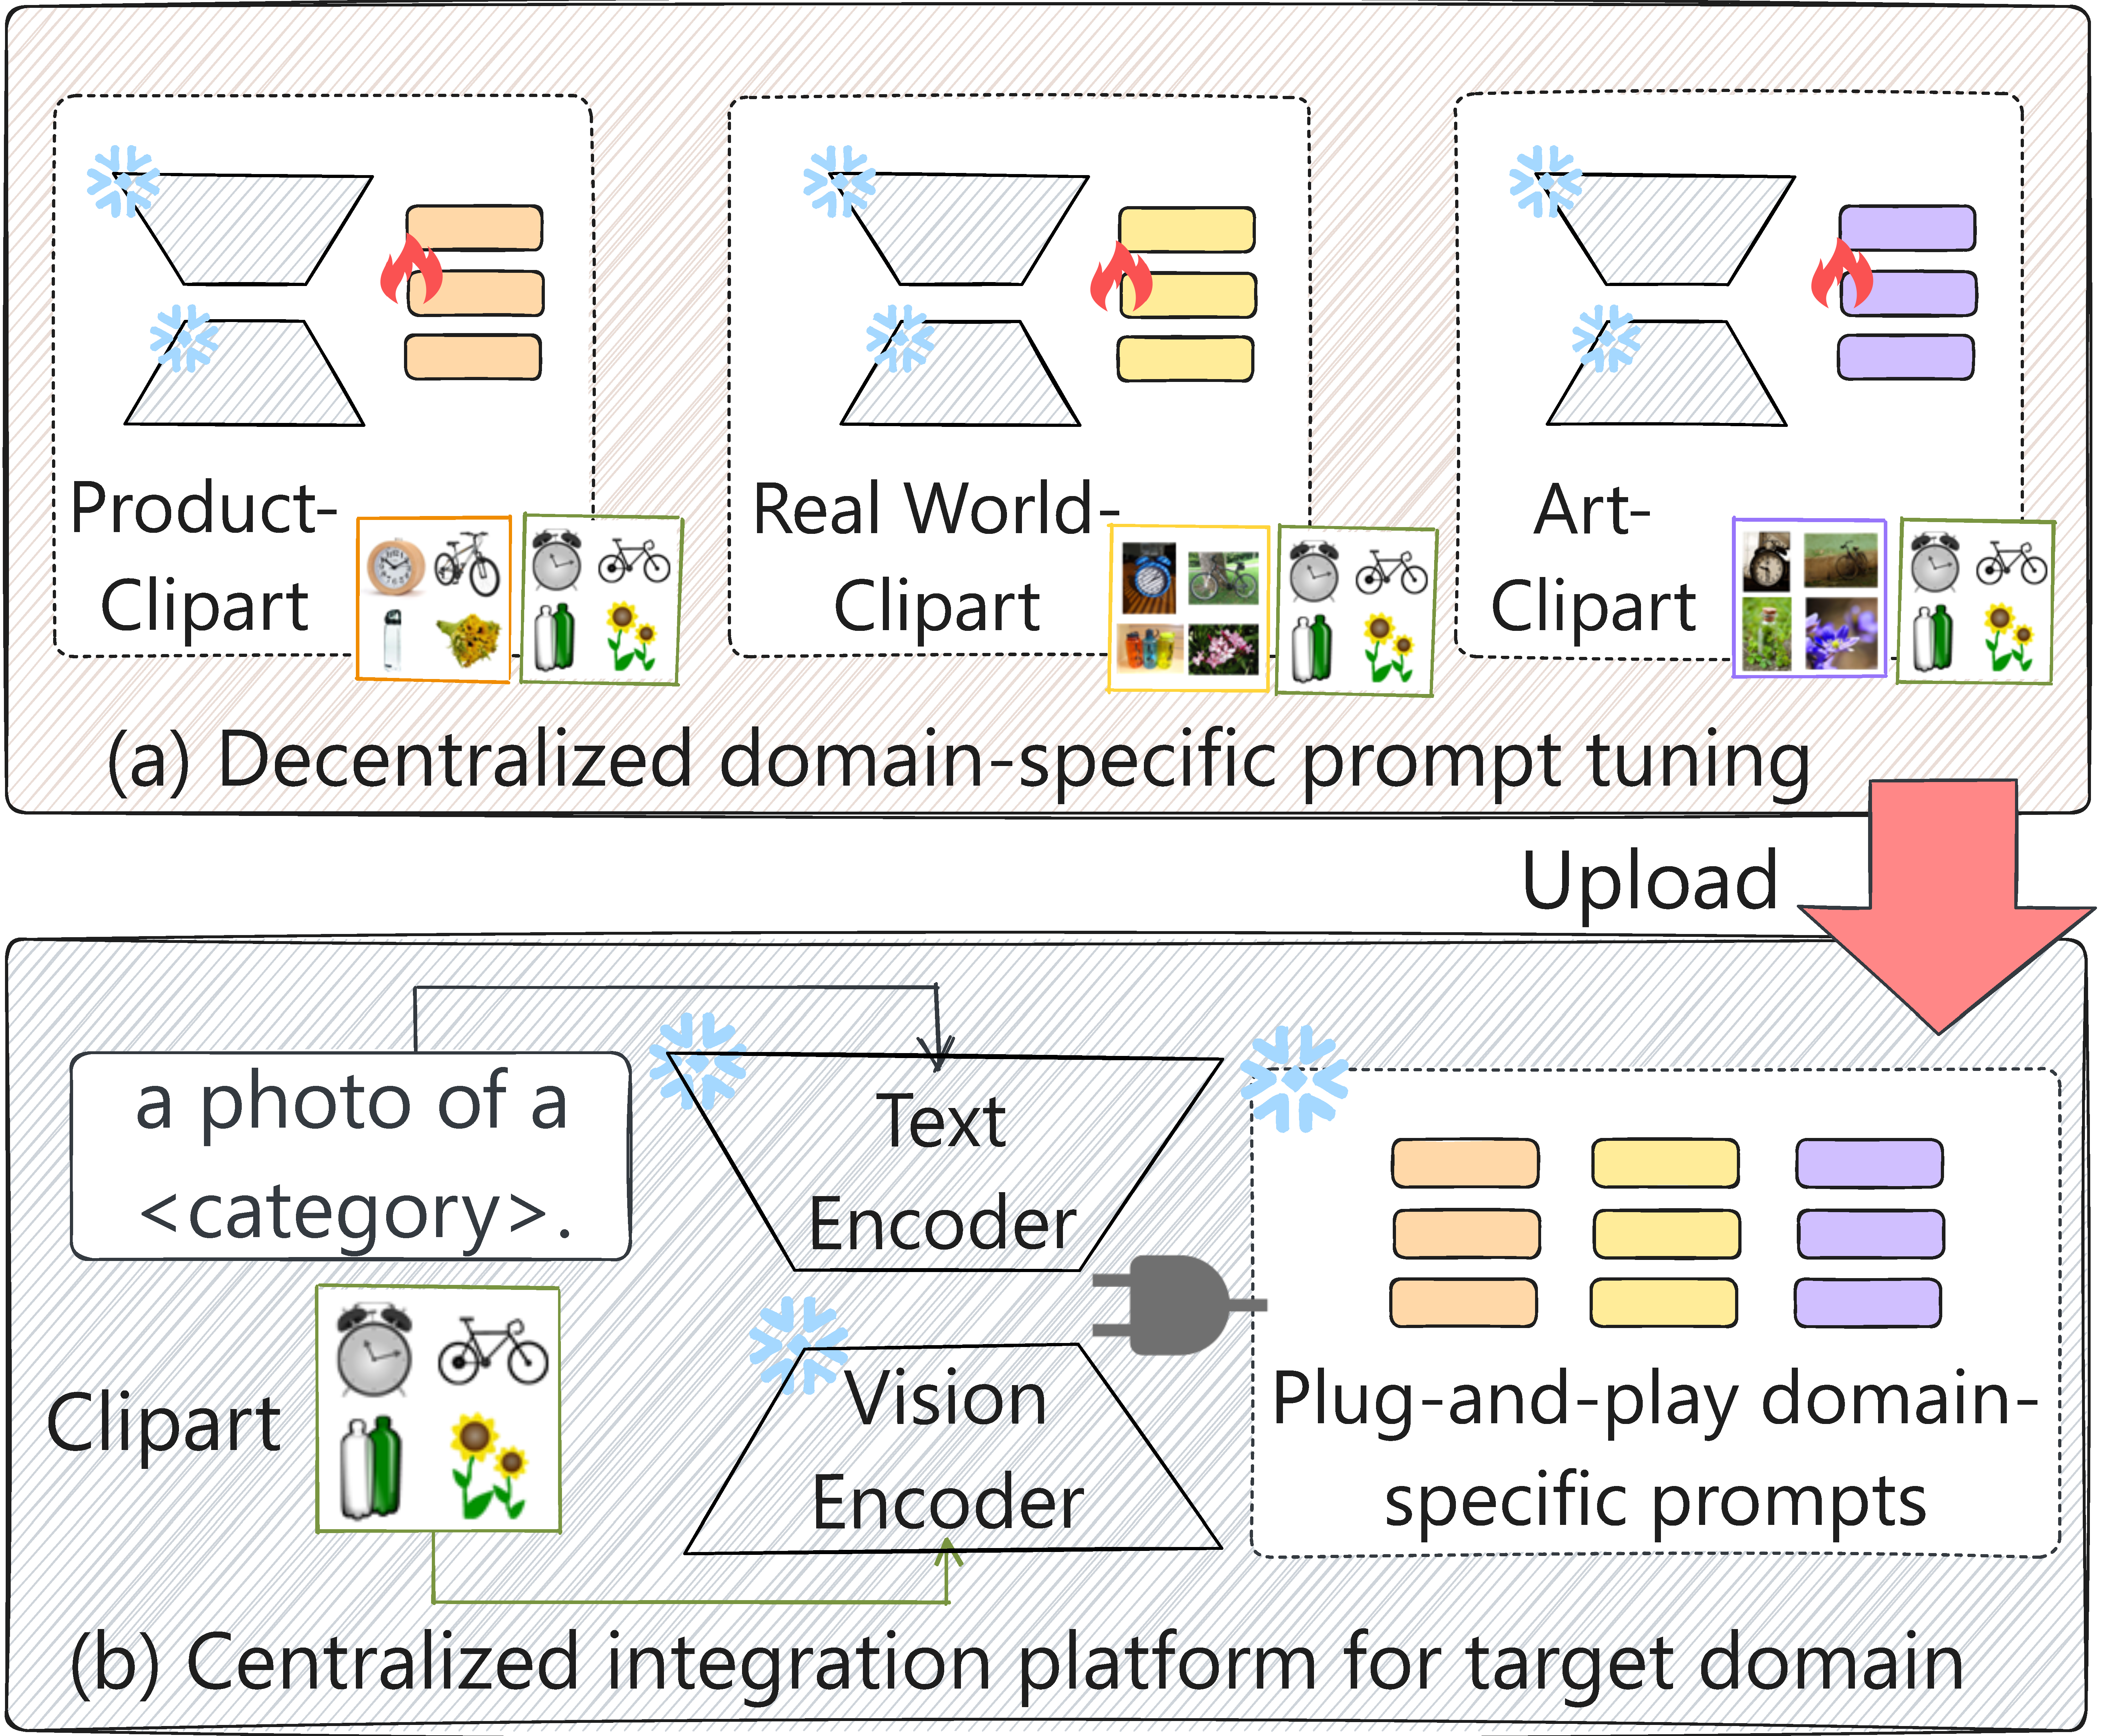 Product-
Clipart
Real World-
Clipart
Art-
Clipart
(a) Decentralized domain-specific prompt tuning
Upload
a photo of a
<category>.
Text
Encoder
Clipart
Vision
Encoder
Plug-and-play domain-
specific prompts
(b) Centralized integration platform for target domain